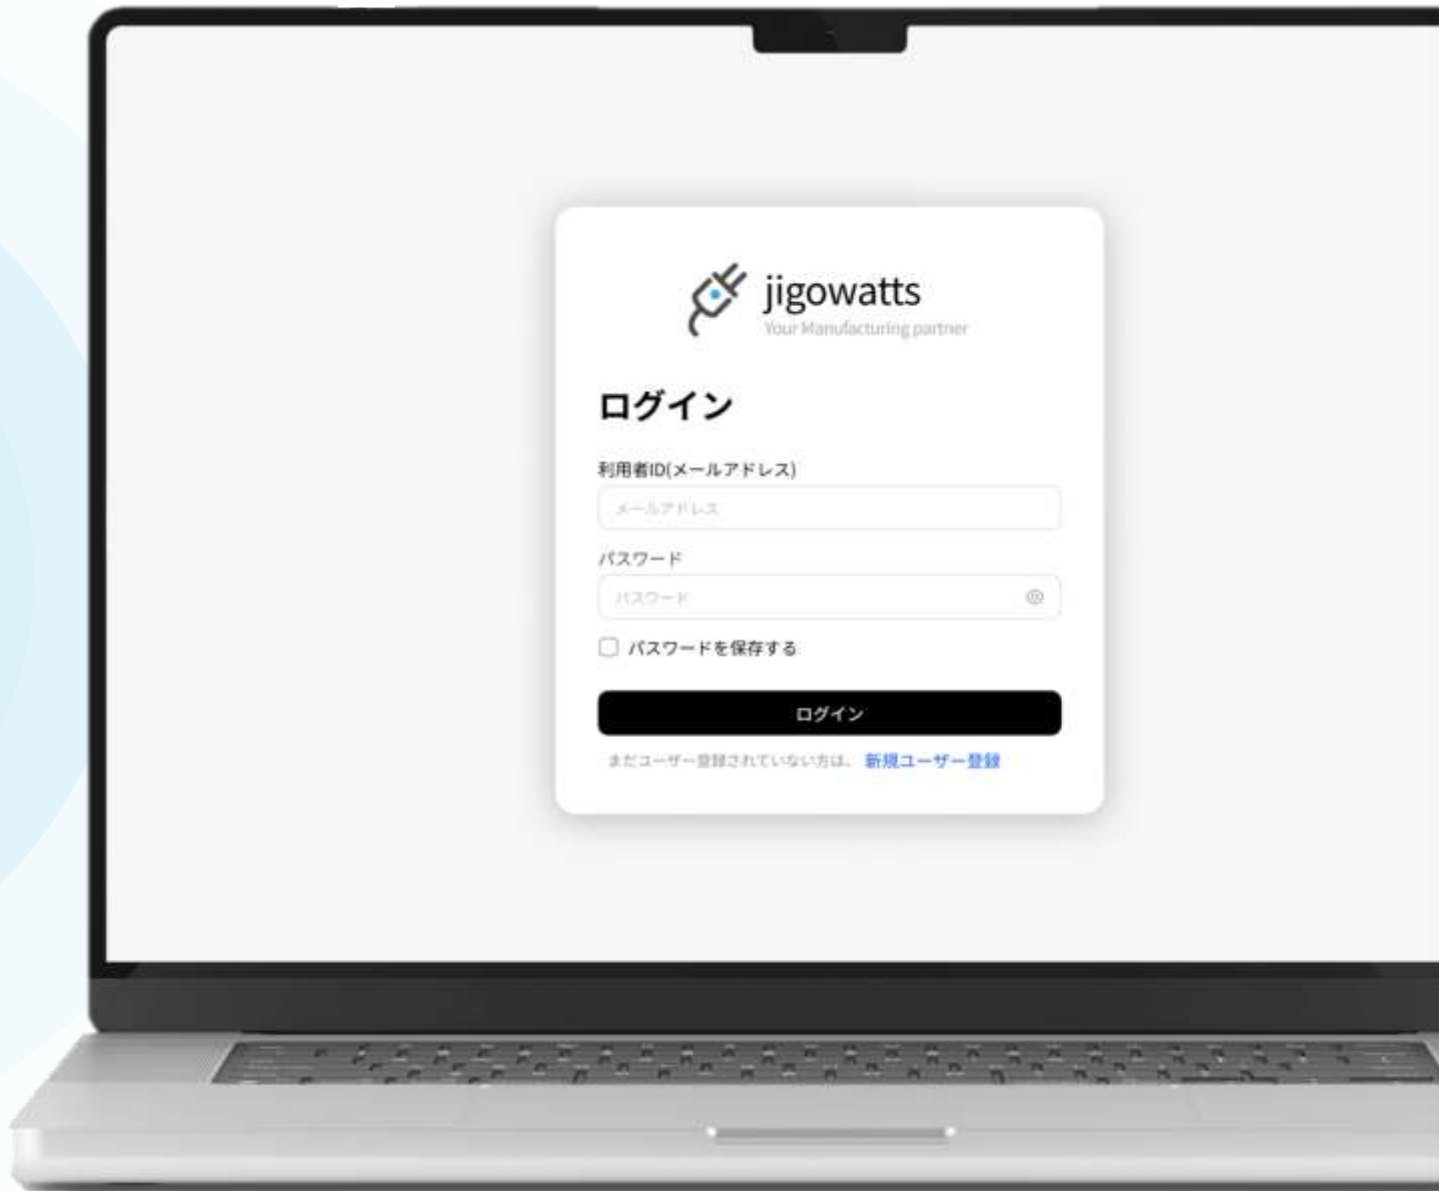 jigowatts
Your Manufacturing partner
ログイン
利用者ID(メールアドレス)
メールアドレス
パスワード
パスワード
パスワードを保存する
ログイン
まだユーザー登録されていない方は、 新規ユーザー登録